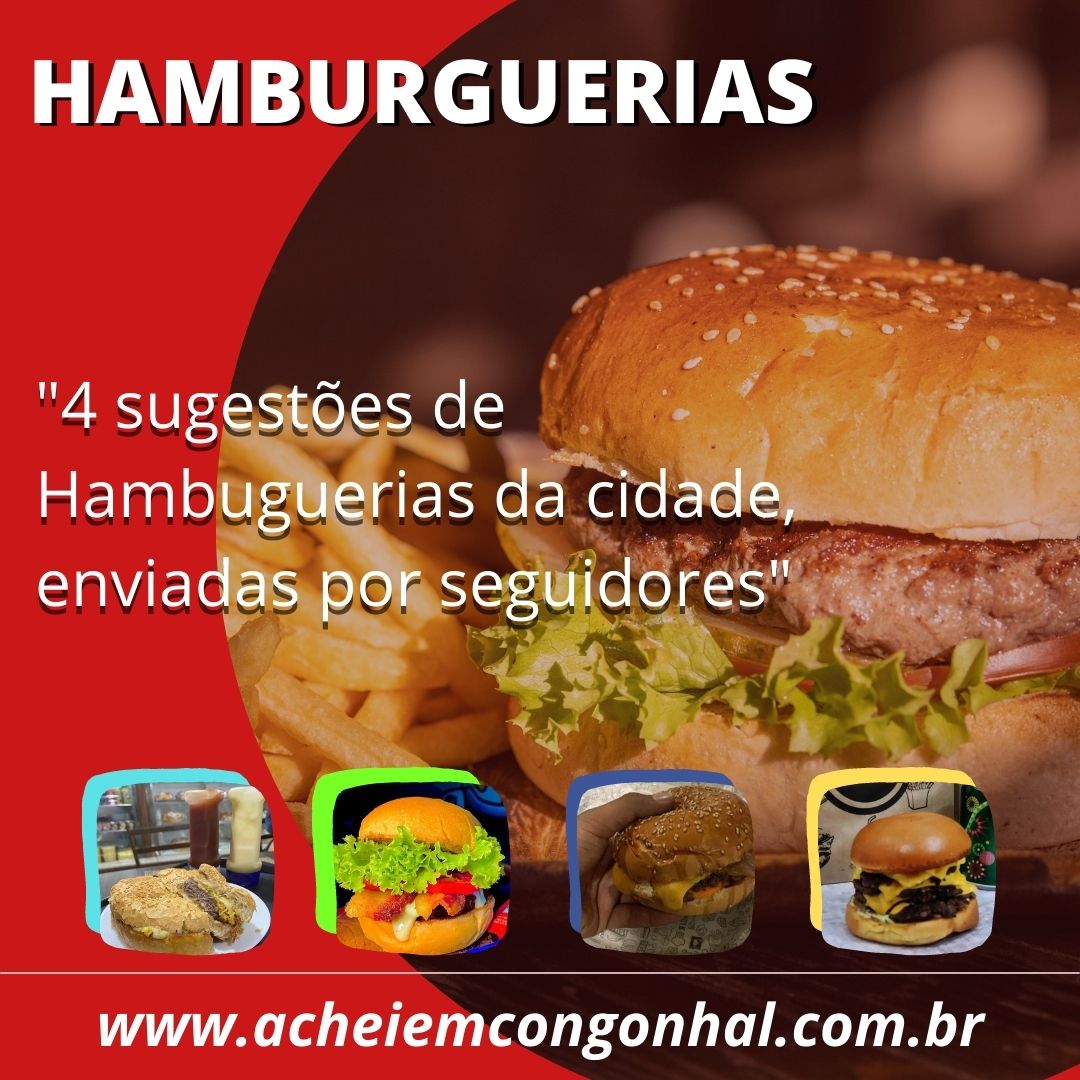 HAMBURGUERIAS
"4 sugestões de
Hambuguerias da cidade,
enviadas por seguidores"
www.acheiemcongonhal.com.br